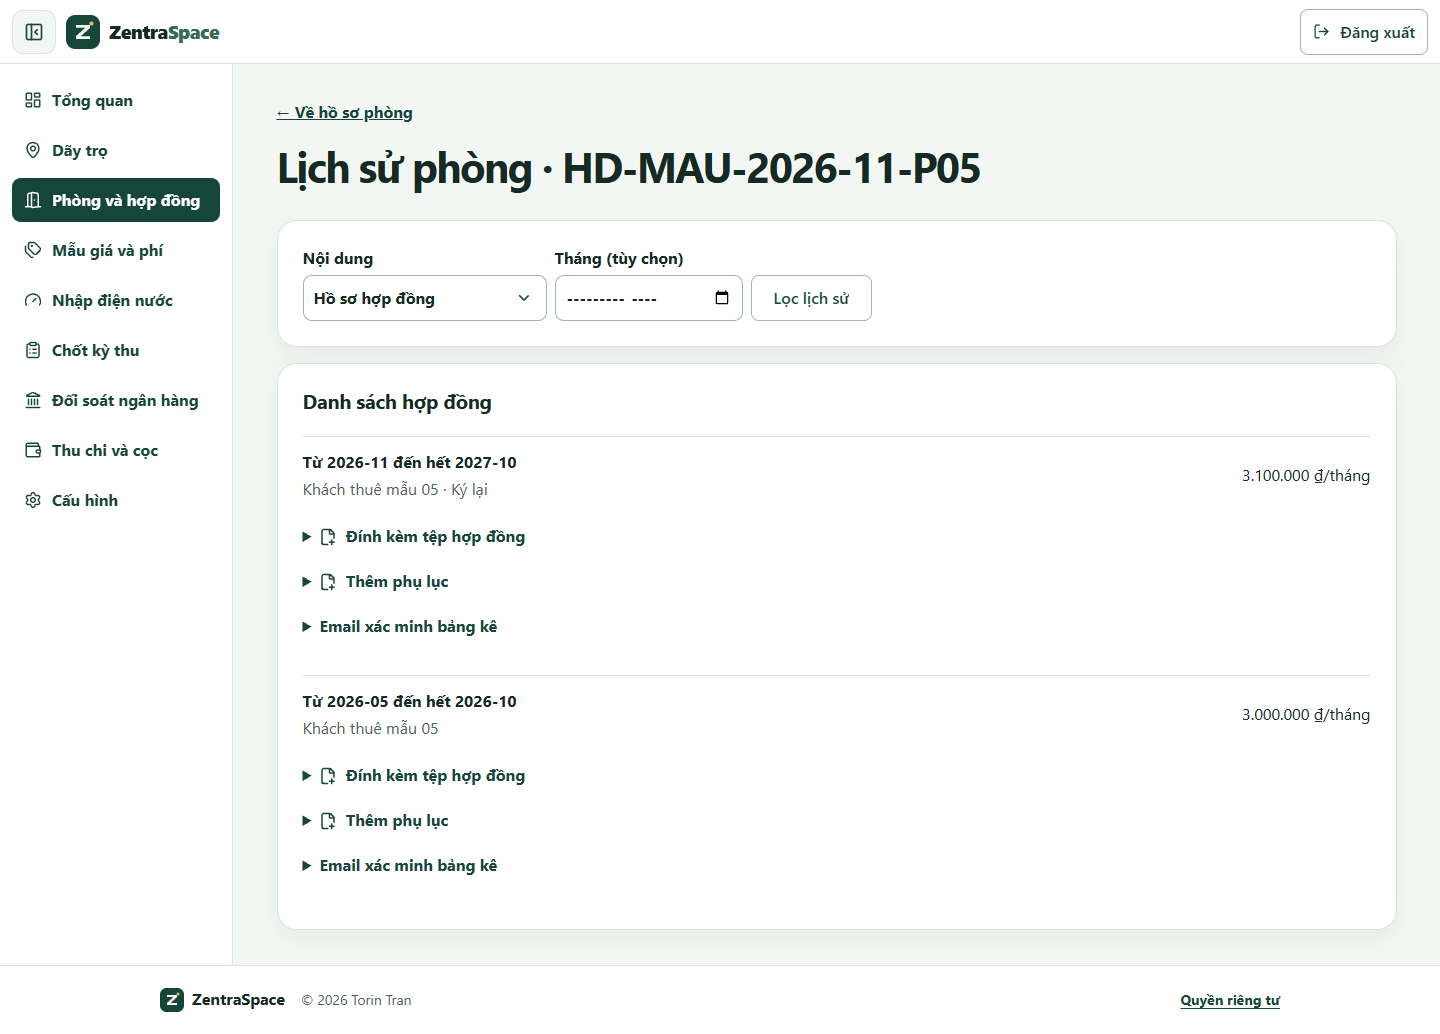 ZentraSpace
Đăng xuất
Tổng quan
Dãy trọ
Phòng và hợp đồng
Mẫu giá và phí
Nhập điện nước
Chốt kỳ thu
Đối soát ngân hàng
Thu chi và cọc
Cấu hình
← Về hồ sơ phòng
Lịch sử phòng · HD-MAU-2026-11-P05
Nội dung
Tháng (tùy chọn)
Hồ sơ hợp đồng
--------- ----
Lọc lịch sử
Danh sách hợp đồng
Từ 2026-11 đến hết 2027-10
3.100.000 ₫/tháng
Khách thuê mẫu 05 · Ký lại
Đính kèm tệp hợp đồng
Thêm phụ lục
Email xác minh bảng kê
Từ 2026-05 đến hết 2026-10
3.000.000 ₫/tháng
Khách thuê mẫu 05
Đính kèm tệp hợp đồng
Thêm phụ lục
Email xác minh bảng kê
ZentraSpace © 2026 Torin Tran
Quyền riêng tư